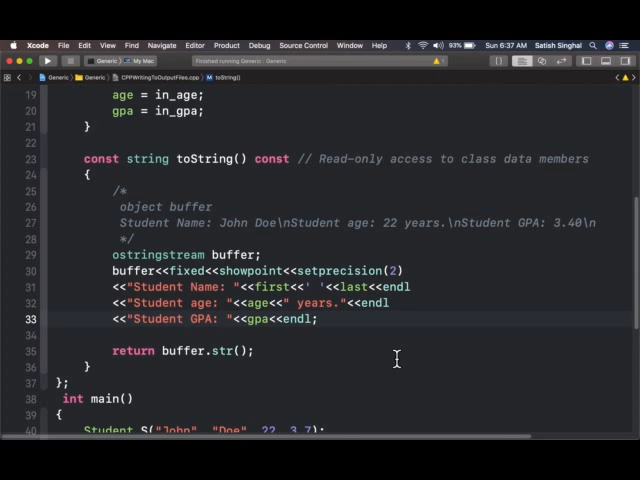 Xcode File Edit View Find Navigate Editor Product Debug Source Control Window Help 93% Sun 6:37 AM Satish Singhal
Generic My Mac Finished running Generic : Generic 1
Generic Generic CPPWritingToOutputFiles.cpp M toString()
19 age = in_age;
20 gpa = in_gpa;
21 }
22
23 const string toString() const // Read-only access to class data members
24 {
25 /*
26 object buffer
27 Student Name: John Doe\nStudent age: 22 years.\nStudent GPA: 3.40\n
28 */
29 ostringstream buffer;
30 buffer<<fixed<<showpoint<<setprecision(2)
31 <<"Student Name: "<<first<<' '<<last<<endl
32 <<"Student age: "<<age<<" years."<<endl
33 <<"Student GPA: "<<gpa<<endl;
34
35 return buffer.str();
36 }
37 };
38 int main()
39 {
40 Student S("John", "Doe", 22, 3.7);